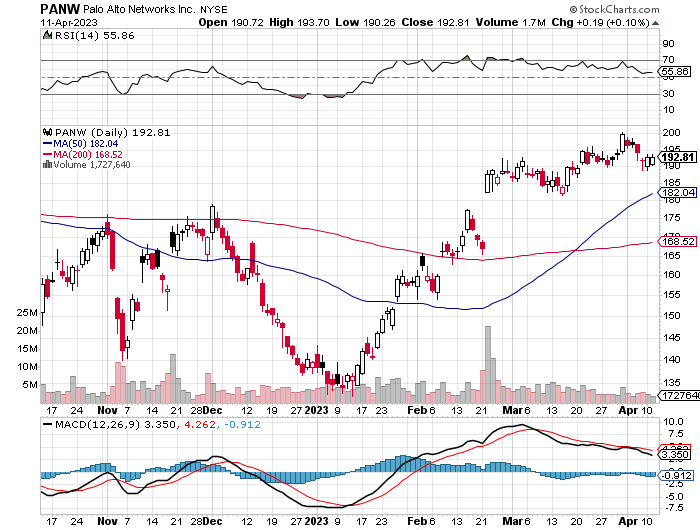 PANW Palo Alto Networks Inc. NYSE © StockCharts.com
11-Apr-2023 Open 190.72 High 193.70 Low 190.26 Close 192.81 Volume 1.7M Chg +0.19 (+0.10%)
RSI(14) 55.86
90
70
55.86
50
30
10
PANW (Daily) 192.81
MA(50) 182.04
MA(200) 168.52
Volume 1,727,640
200
195
192.81
190
185
182.04
180
175
170
168.52
165
160
155
150
145
140
135
25M
20M
15M
10M
5M
1727640
17 24 Nov 7 14 21 28 Dec 12 19 27 2023 9 17 23 Feb 6 13 21 Mar 6 13 20 27 Apr 10
MACD(12,26,9) 3.350, 4.262, -0.912
10.0
7.5
4.262
3.350
-0.912
-2.5
-5.0
-7.5
17 24 Nov 7 14 21 28 Dec 12 19 27 2023 9 17 23 Feb 6 13 21 Mar 6 13 20 27 Apr 10